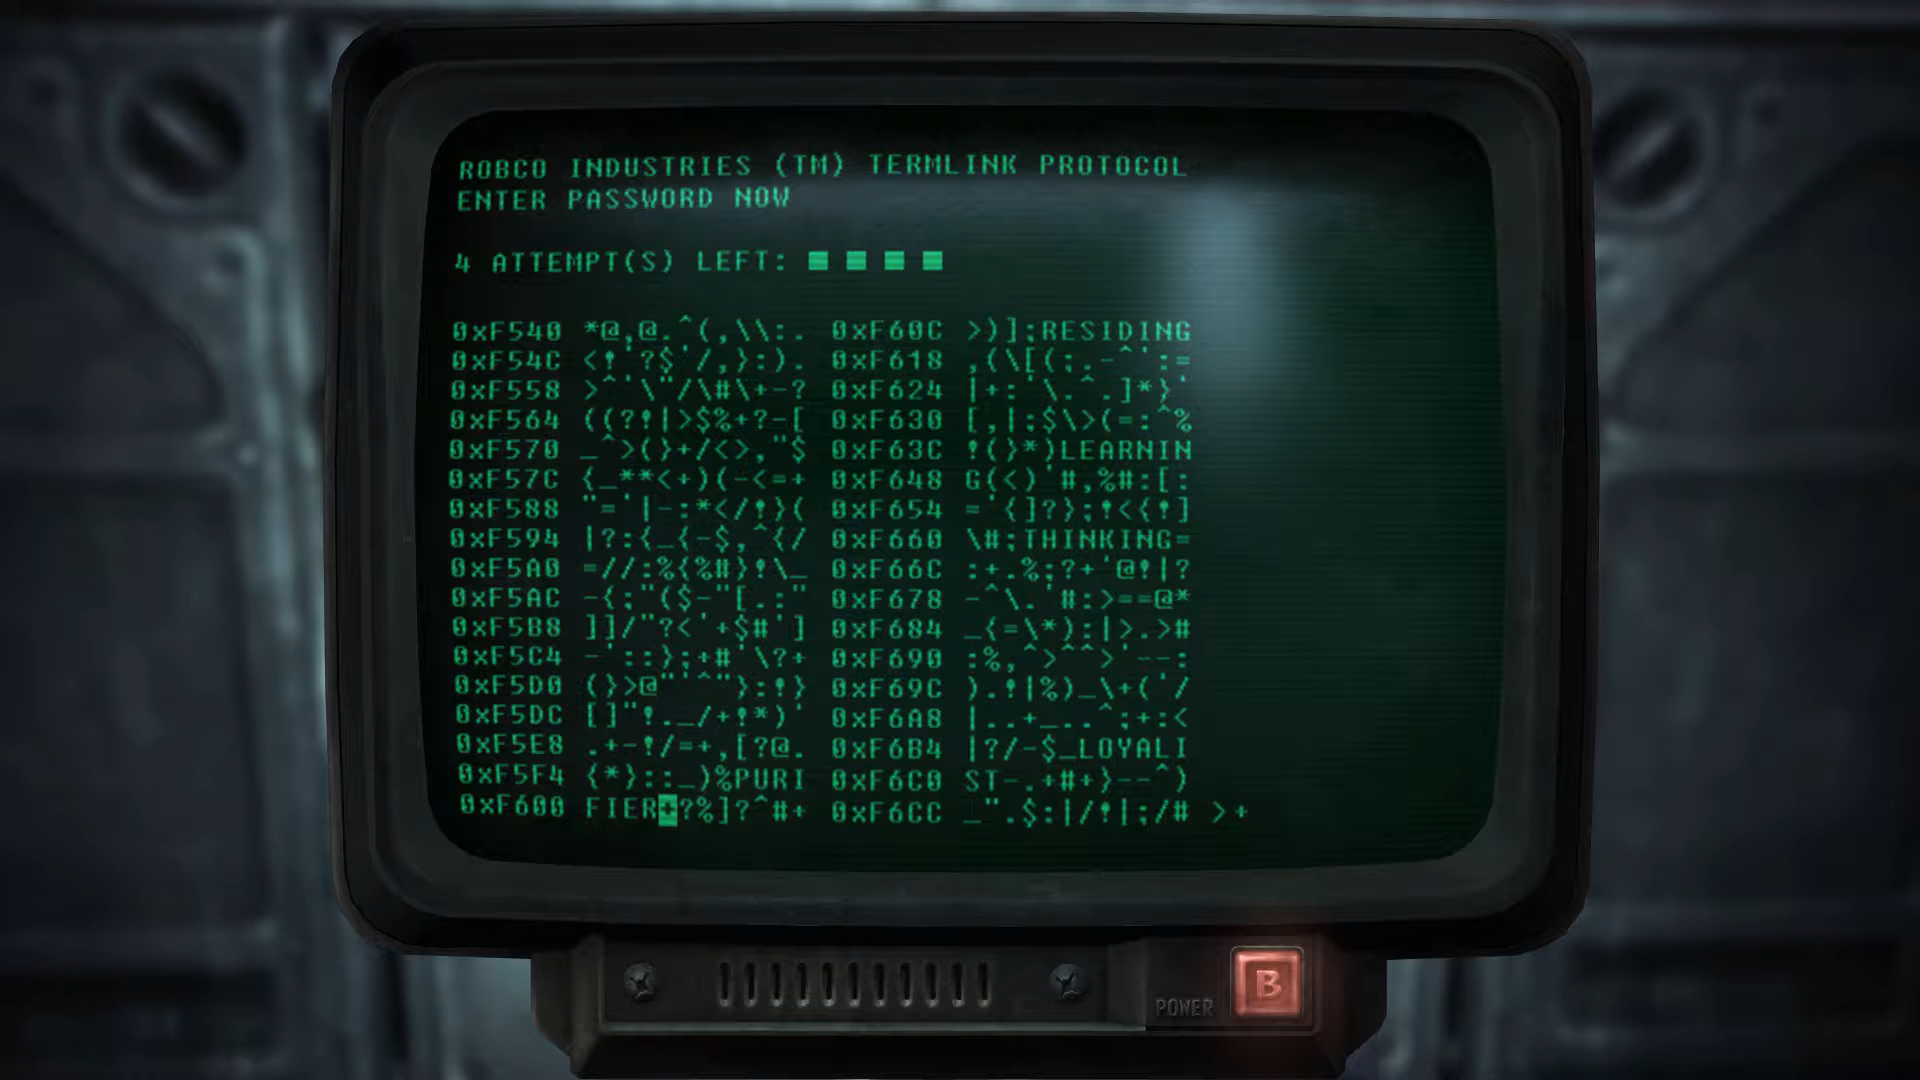 ROBCO INDUSTRIES (TM) TERMLINK PROTOCOL
ENTER PASSWORD NOW
4 ATTEMPT(S) LEFT:
0xF540 *@,@.^(,\\:. 0xF60C >)];RESIDING
0xF54C <!'?$'/,}:). 0xF618 ,(\[(;.-^':=
0xF558 >^'\"/\#\+-? 0xF624 |+:'\.^.]*}'
0xF564 ((?!|>$%+?-[ 0xF630 [,|:$\>(=:^%
0xF570 _^>(}+/<>,"$ 0xF63C !(}*)LEARNIN
0xF57C {_**<+)(-<=+ 0xF648 G(<)'#,%#:[:
0xF588 "='|-:*</!}( 0xF654 ='{]?};!<{!]
0xF594 |?:{_{-$,^{/ 0xF660 \#;THINKING=
0xF5A0 =//:%{%#}!\_ 0xF66C :+.%;?+'@!|?
0xF5AC -{;"($-"[.:" 0xF678 -^\.'#:>==@*
0xF5B8 ]]/"?<'+$#'] 0xF684 _{=\*):|>.>#
0xF5C4 -'::};+#'\?+ 0xF690 :%,^>^^>'--:
0xF5D0 (}>@"'^"}:!} 0xF69C ).!|%)_\+('/
0xF5DC []"!._/+!*)' 0xF6A8 |..+_..^;+:<
0xF5E8 .+-!/=+,[?@. 0xF6B4 |?/-$_LOYALI
0xF5F4 {*}::_)%PURI 0xF6C0 ST-.+#+}--^)
0xF600 FIER+?%]?^#+ 0xF6CC _".$:|/!|;/# >+
POWER
B